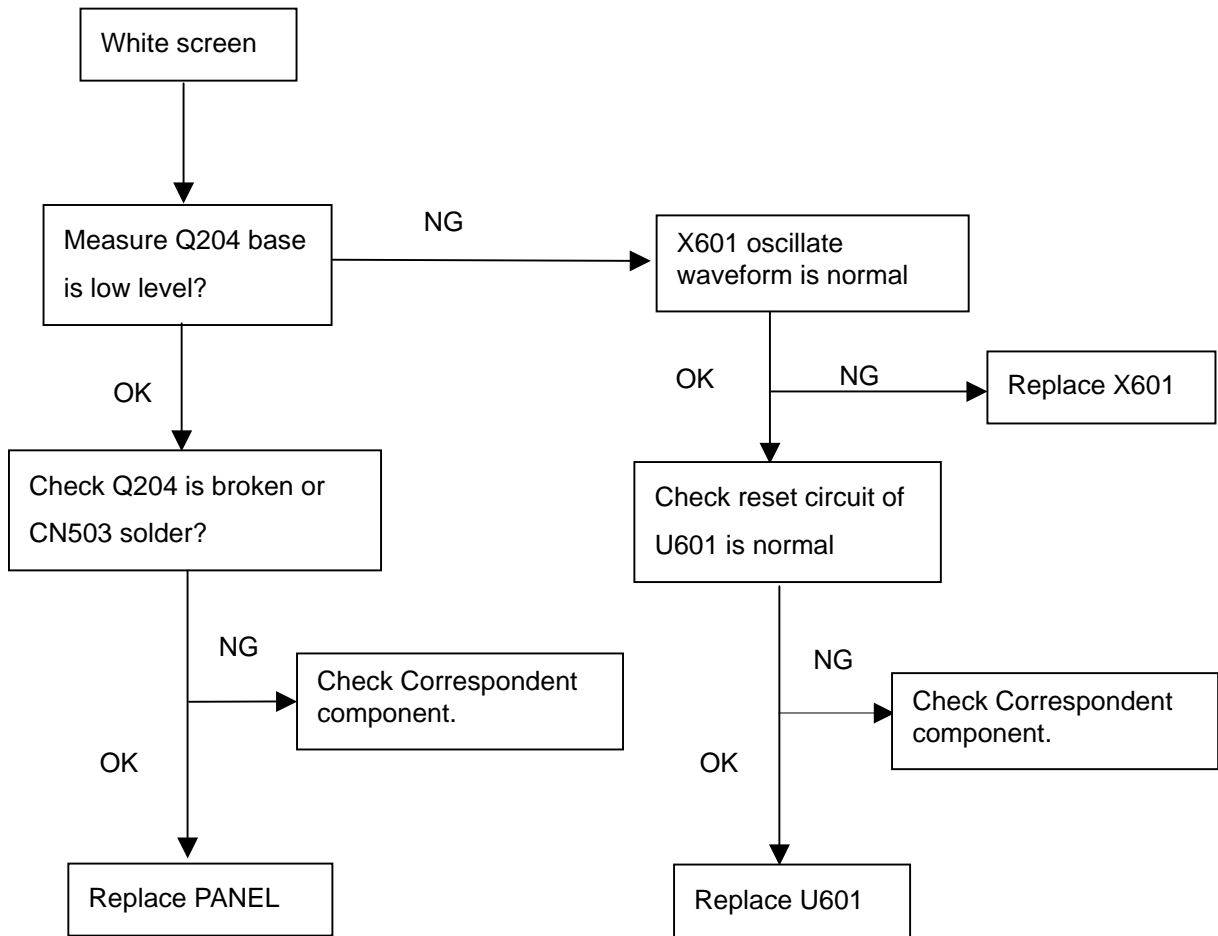 White screen
Measure Q204 base
is low level?
NG
X601 oscillate
waveform is normal
OK
OK
NG
Replace X601
Check Q204 is broken or
CN503 solder?
Check reset circuit of
U601 is normal
NG
Check Correspondent
component.
NG
Check Correspondent
component.
OK
OK
Replace PANEL
Replace U601